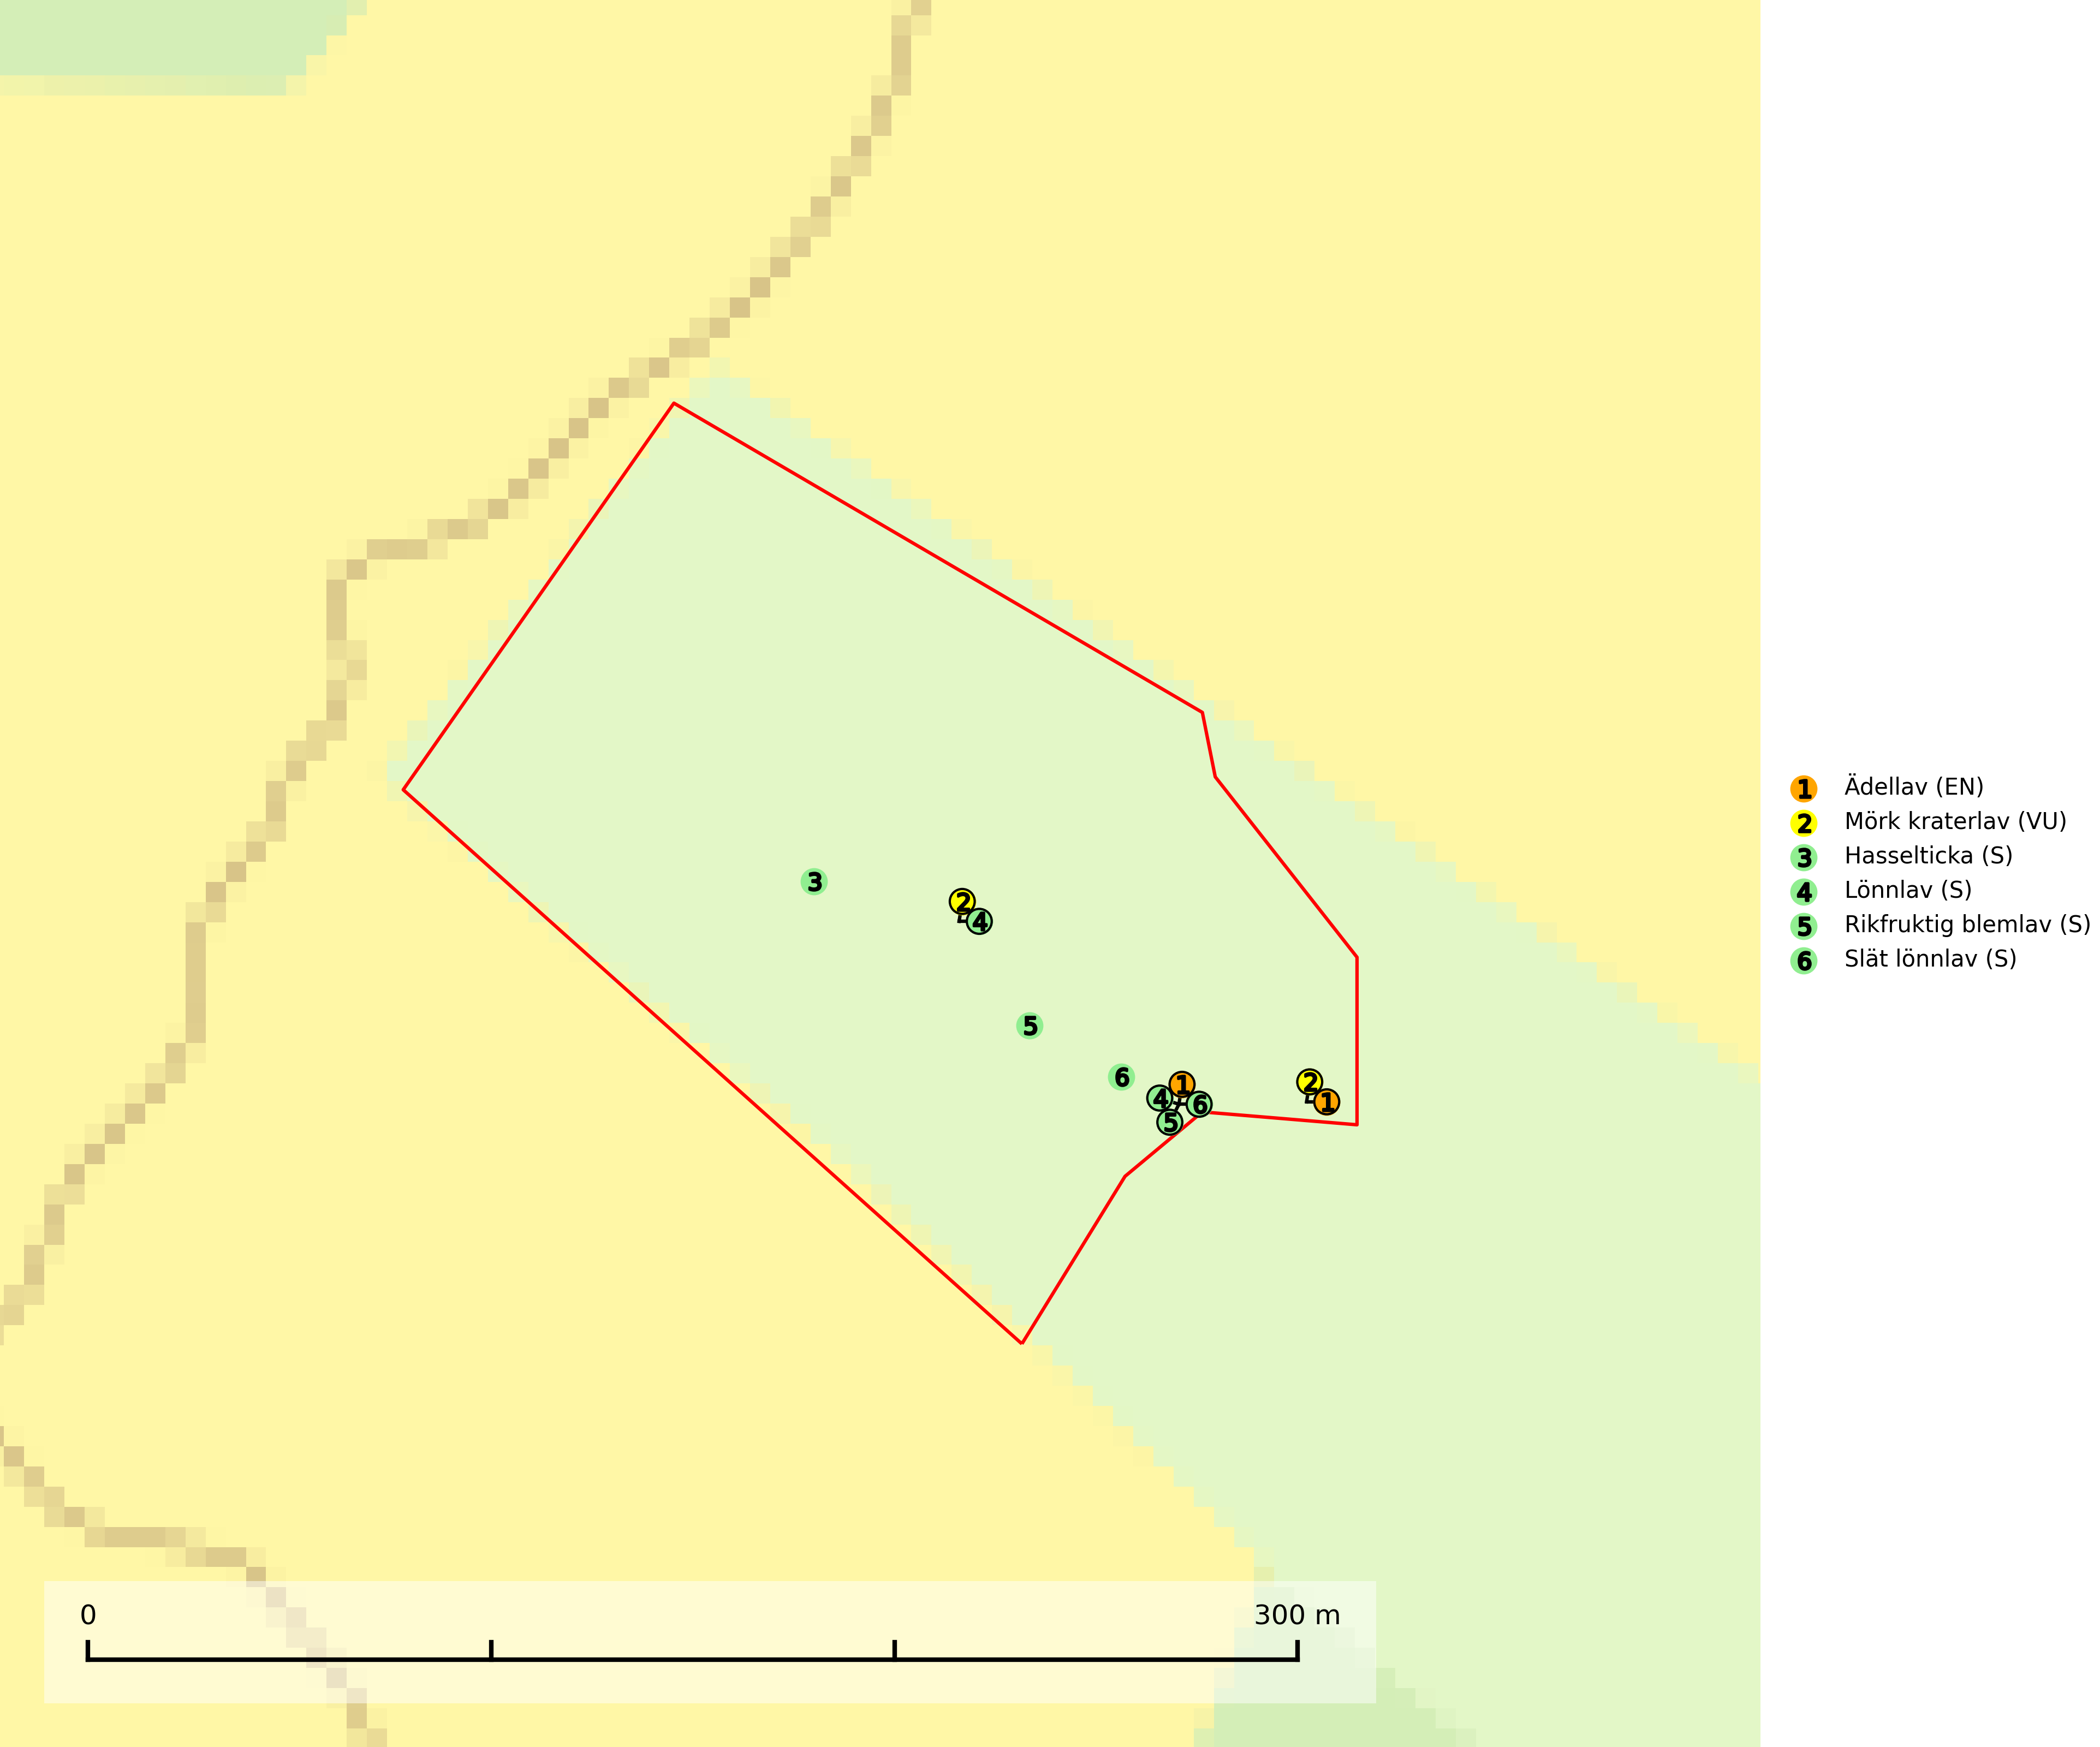 3
2
4
5
6
1
4
6
5
2
1
1 Ädellav (EN)
2 Mörk kraterlav (VU)
3 Hasselticka (S)
4 Lönnlav (S)
5 Rikfruktig blemlav (S)
6 Slät lönnlav (S)
0 300 m